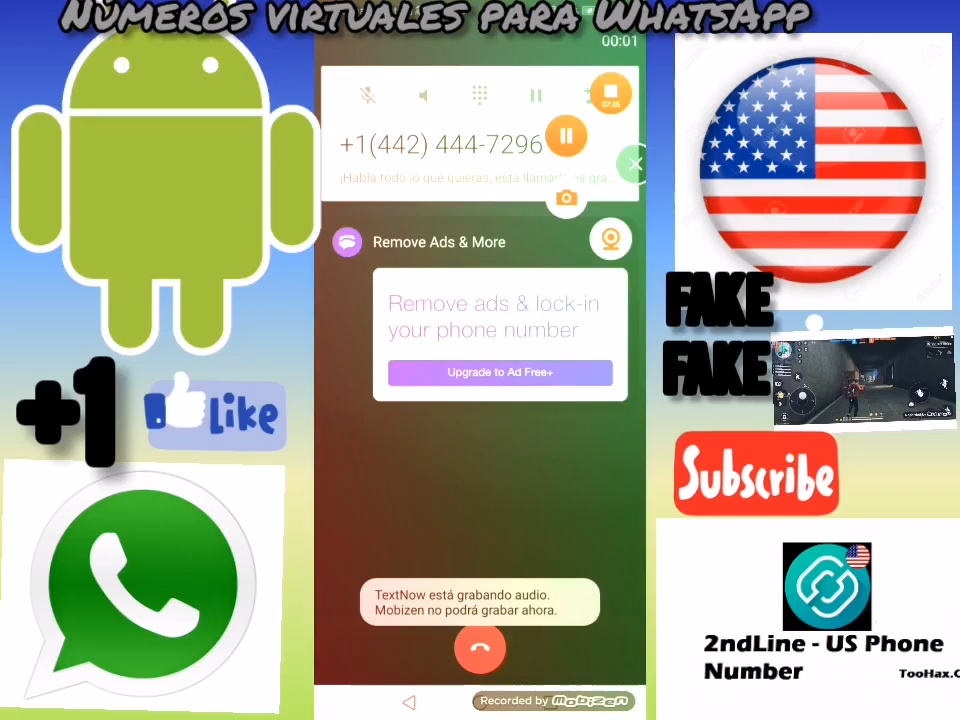 Números virtuales para WhatsApp
00:01
07:35
+1(442) 444-7296
¡Habla todo lo que quieras, esta llamada es gra...
Remove Ads & More
Remove ads & lock-in
your phone number
Upgrade to Ad Free+
FAKE
FAKE
+1
like
Subscribe
TextNow está grabando audio.
Mobizen no podrá grabar ahora.
2ndLine - US Phone
Number
TooHax.C
Recorded by mobizen